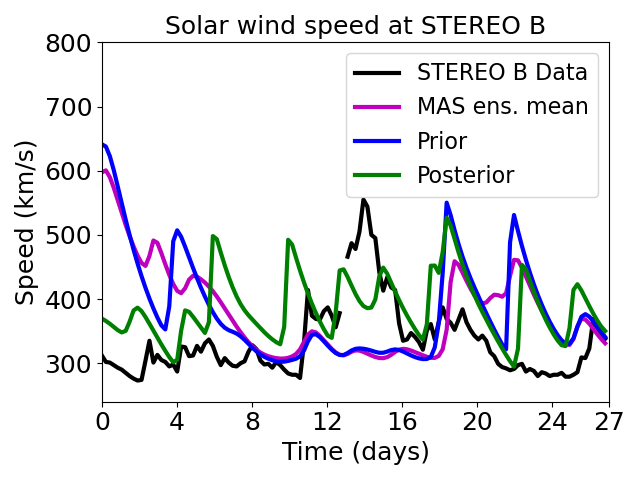 Solar wind speed at STEREO B
800
700
600
500
400
300
Speed (km/s)
STEREO B Data
MAS ens. mean
Prior
Posterior
0 4 8 12 16 20 24 27
Time (days)